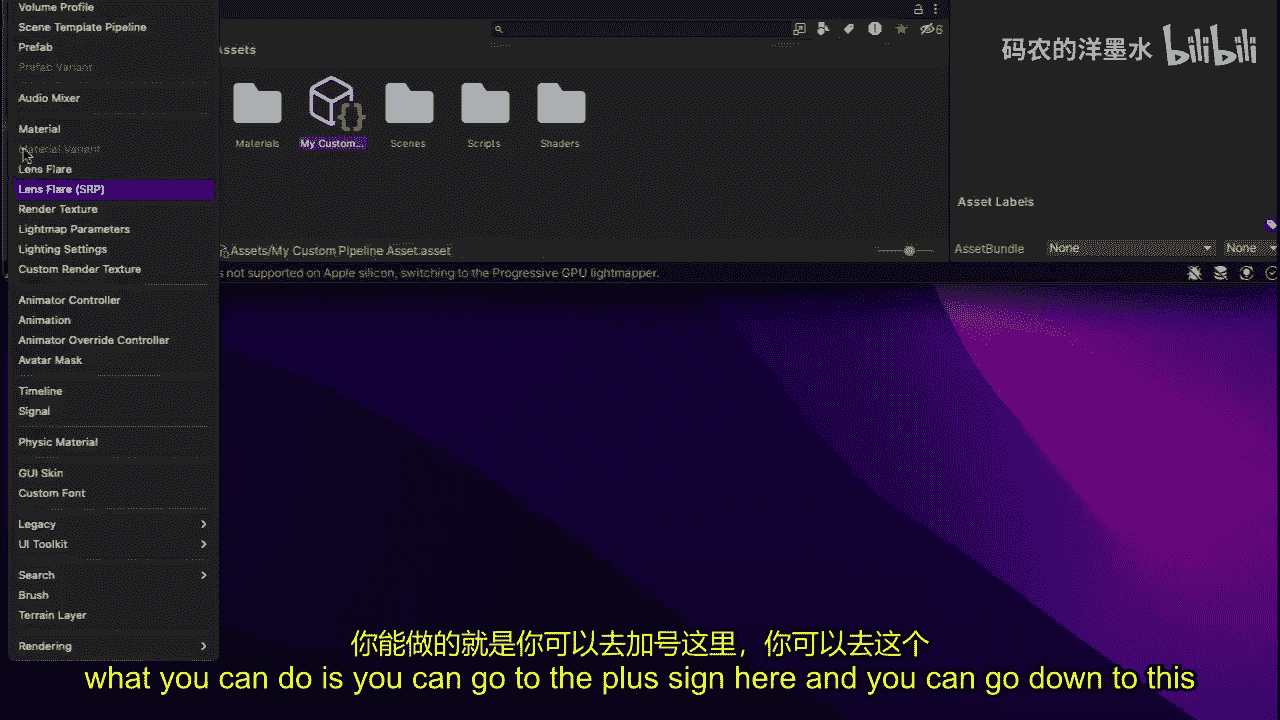 Volume Profile
Scene Template Pipeline
Prefab
Prefab Variant
Audio Mixer
Material
Material Variant
Lens Flare
Lens Flare (SRP)
Render Texture
Lightmap Parameters
Lighting Settings
Custom Render Texture
Animator Controller
Animation
Animator Override Controller
Avatar Mask
Timeline
Signal
Physic Material
GUI Skin
Custom Font
Legacy
UI Toolkit
Search
Brush
Terrain Layer
Rendering
6
码农的洋墨水 bilibili
Assets
Materials
My Custom...
Scenes
Scripts
Shaders
Asset Labels
Assets/My Custom Pipeline Asset.asset
AssetBundle None None
s not supported on Apple silicon, switching to the Progressive GPU lightmapper.
你能做的就是你可以去加号这里，你可以去这个
what you can do is you can go to the plus sign here and you can go down to this